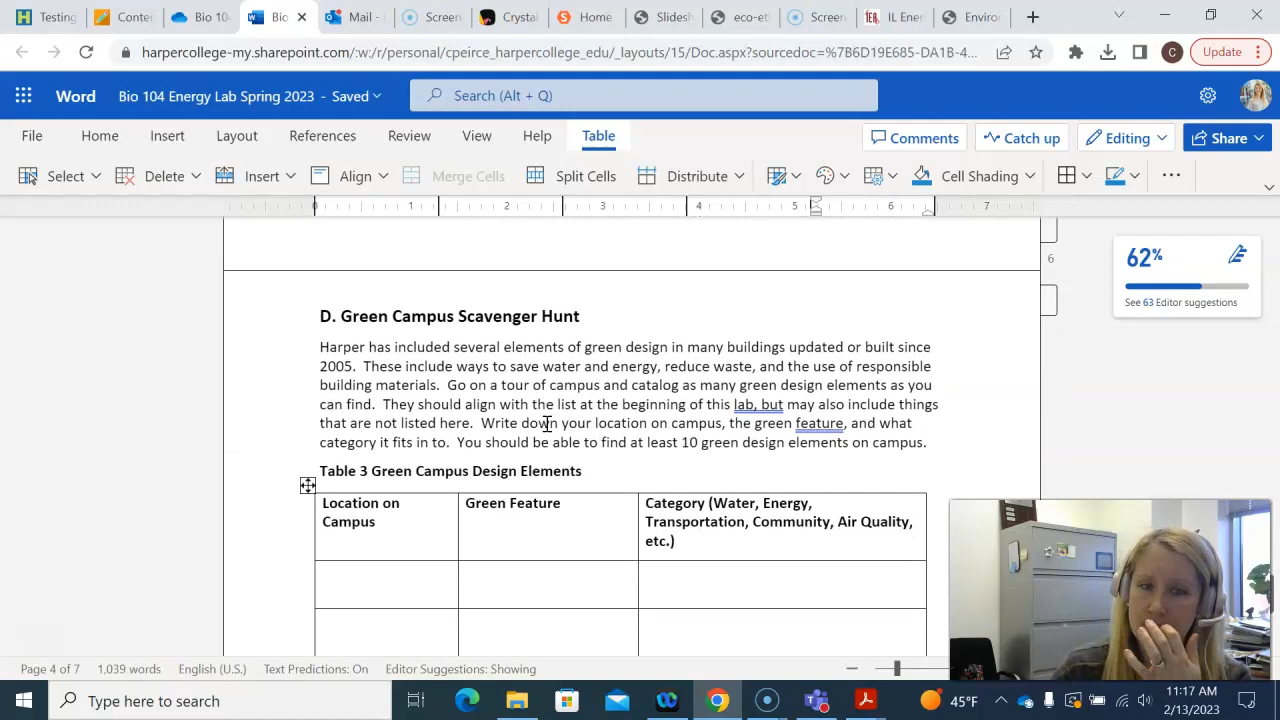 Testing
Conten
Bio 10
Bio
Mail -
Screen
Crystal
Home
Slidesh
eco-etl
Screen
IL Ener
Enviro
harpercollege-my.sharepoint.com/:w:/r/personal/cpeirce_harpercollege_edu/_layouts/15/Doc.aspx?sourcedoc=%7B6D19E685-DA1B-4...
C
Update
Word
Bio 104 Energy Lab Spring 2023 - Saved
Search (Alt + Q)
File Home Insert Layout References Review View Help Table
Comments
Catch up
Editing
Share
Select Delete Insert Align Merge Cells Split Cells Distribute Cell Shading
0 1 2 3 4 5 6 7
6
62%
See 63 Editor suggestions
D. Green Campus Scavenger Hunt
Harper has included several elements of green design in many buildings updated or built since
2005. These include ways to save water and energy, reduce waste, and the use of responsible
building materials. Go on a tour of campus and catalog as many green design elements as you
can find. They should align with the list at the beginning of this lab, but may also include things
that are not listed here. Write down your location on campus, the green feature, and what
category it fits in to. You should be able to find at least 10 green design elements on campus.
Table 3 Green Campus Design Elements
Location on
Campus
Green Feature
Category (Water, Energy,
Transportation, Community, Air Quality,
etc.)
Page 4 of 7 1,039 words English (U.S.) Text Predictions: On Editor Suggestions: Showing
Type here to search
45°F
11:17 AM
2/13/2023